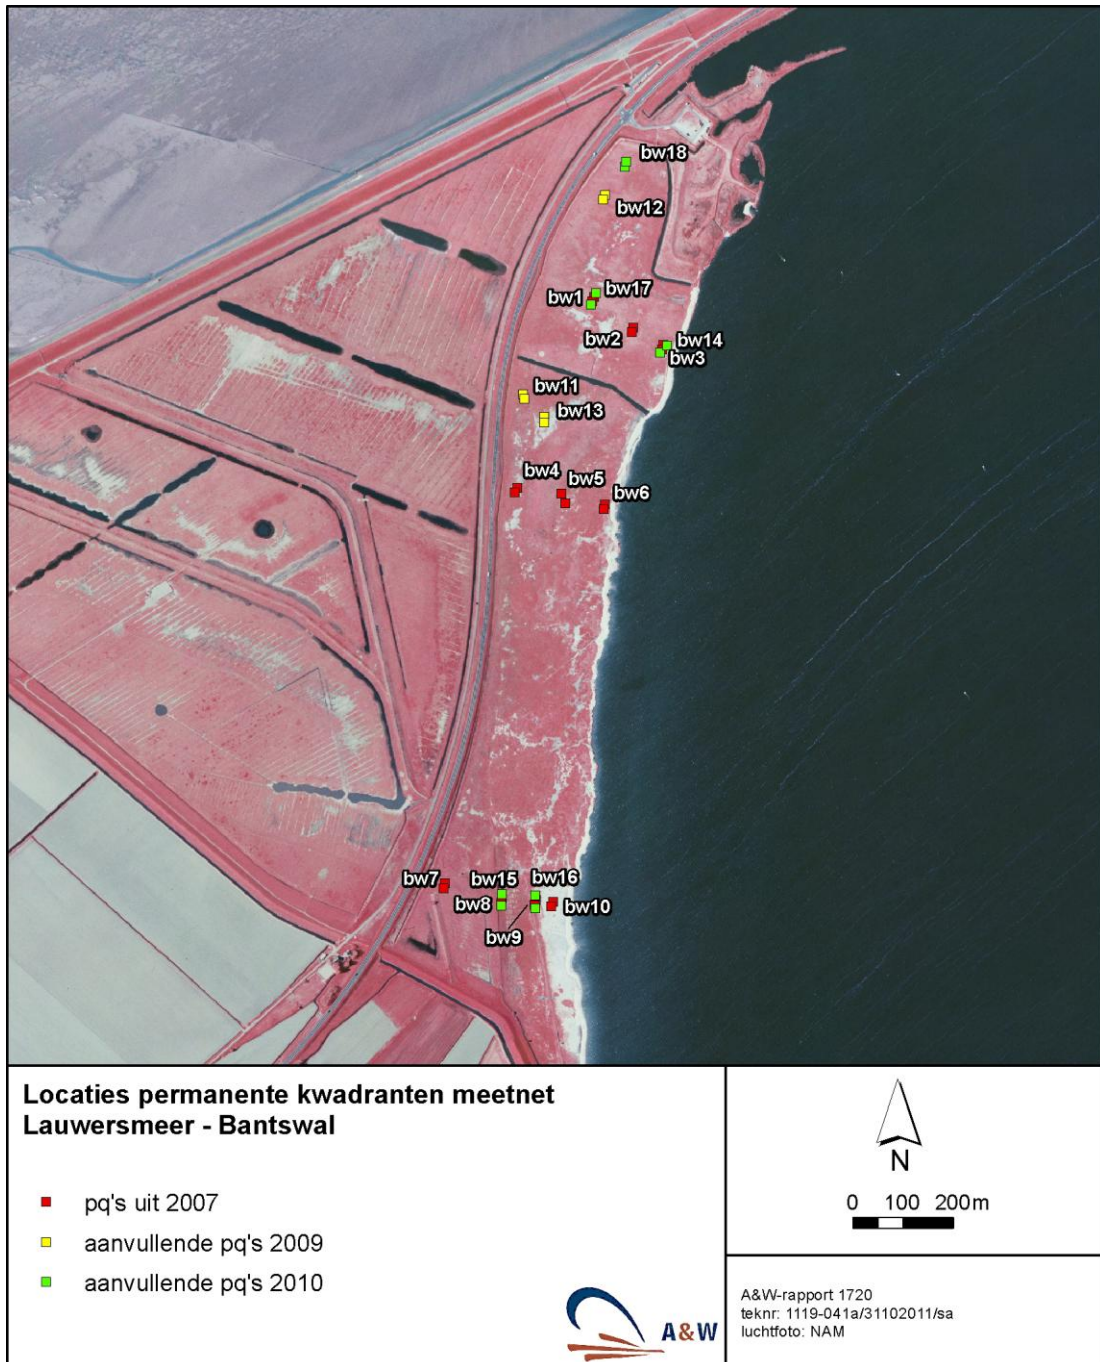 bw18
bw12
bw17
bw1
bw2
bw14
bw3
bw11
bw13
bw4
bw5
bw6
bw7
bw15
bw16
bw8
bw10
bw9
Locaties permanente kwadranten meetnet
Lauwersmeer - Bantswal
pq's uit 2007
aanvullende pq's 2009
aanvullende pq's 2010
A&W
N
0 100 200m
A&W-rapport 1720
teknr: 1119-041a/31102011/sa
luchtfoto: NAM